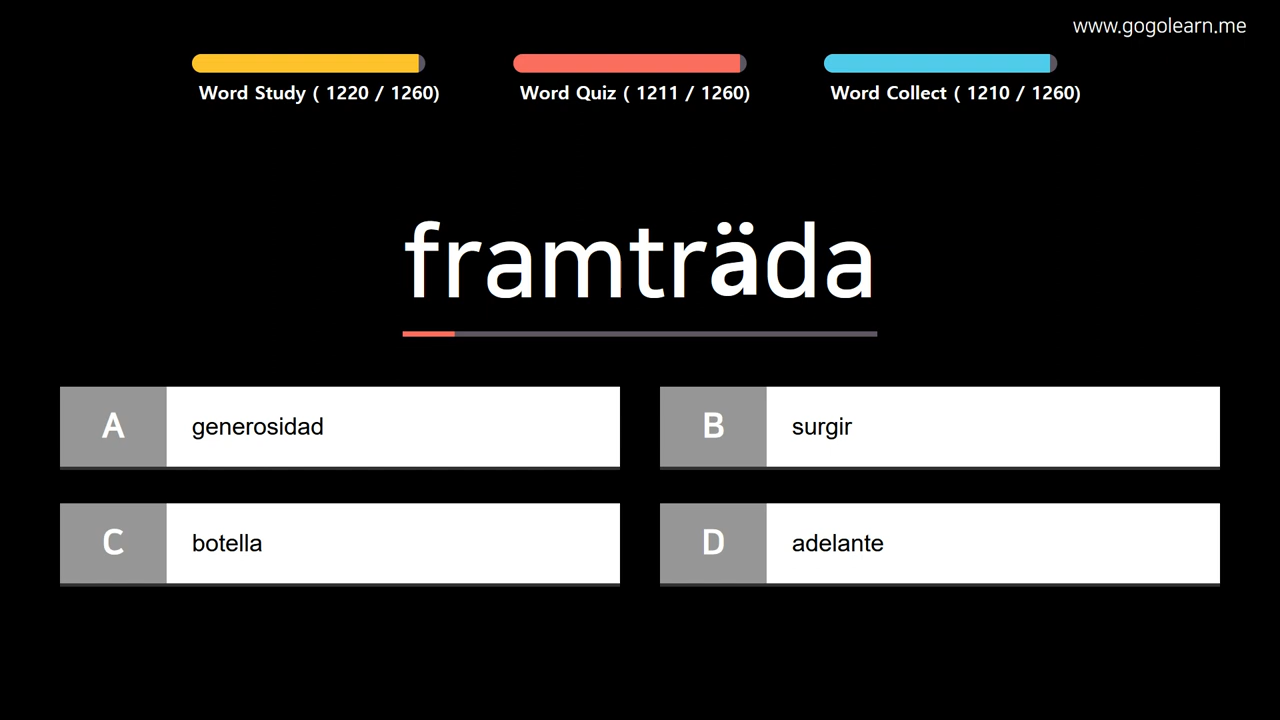 www.gogolearn.me
Word Study ( 1220 / 1260)
Word Quiz ( 1211 / 1260)
Word Collect ( 1210 / 1260)
framträda
A generosidad
B surgir
C botella
D adelante